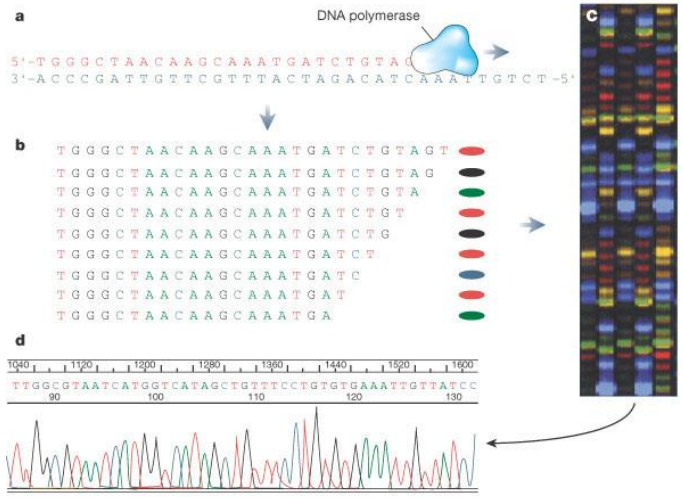 a
DNA polymerase
c
5'-TGGGCTAACAAGCAAATGATCTGTAG
3'-ACCCGATTGTTCGTTTACTAGACATCAAATTGTCT-5'
b
TGGGCTAACAAGCAAATGATCTGTAGT
TGGGCTAACAAGCAAATGATCTGTAG
TGGGCTAACAAGCAAATGATCTGTA
TGGGCTAACAAGCAAATGATCTGT
TGGGCTAACAAGCAAATGATCTG
TGGGCTAACAAGCAAATGATCT
TGGGCTAACAAGCAAATGATC
TGGGCTAACAAGCAAATGAT
TGGGCTAACAAGCAAATGA
d
1040 1120 1200 1280 1360 1440 1520 1600
TTGGCGTAATCATGGTCATAGCTGTTTCCTGTGTGAAATTGTTATCC
90 100 110 120 130